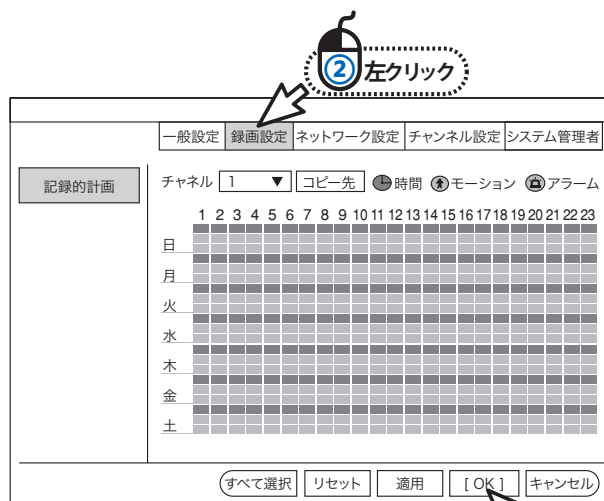 ② 左クリック
一般設定 録画設定 ネットワーク設定 チャンネル設定 システム管理者
記録的計画
チャネル 1 ▼ コピー先 時間 モーション アラーム
1 2 3 4 5 6 7 8 9 10 11 12 13 14 15 16 17 18 19 20 21 22 23
日
月
火
水
木
金
土
すべて選択 リセット 適用 [ OK ] キャンセル